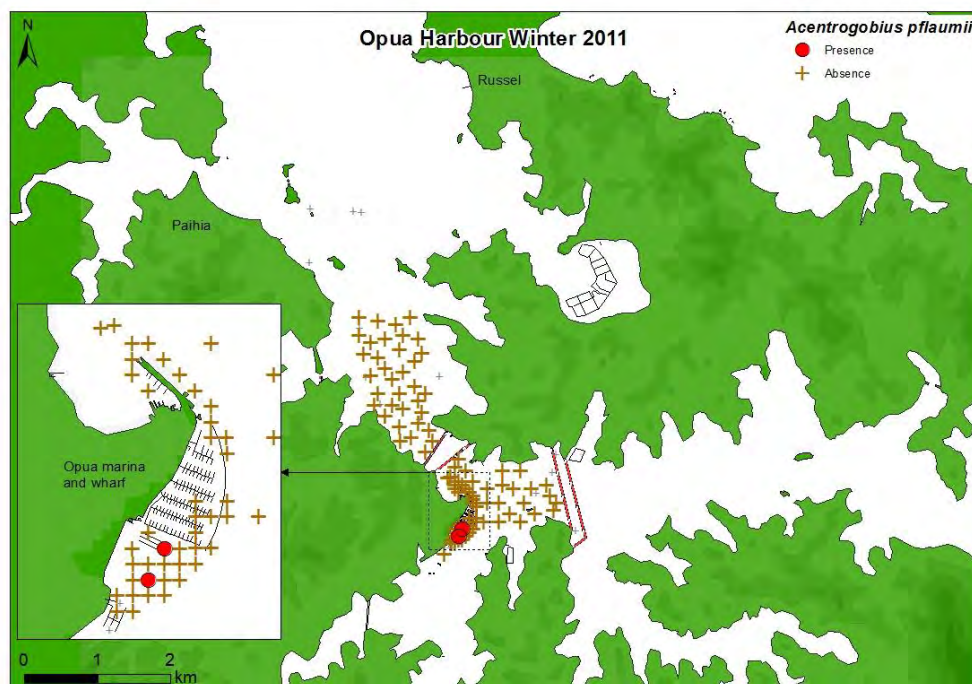 N
Opua Harbour Winter 2011
Acentrogobius pflaumii
Presence
Absence
Russel
Paihia
Opua marina
and wharf
0 1 2
km